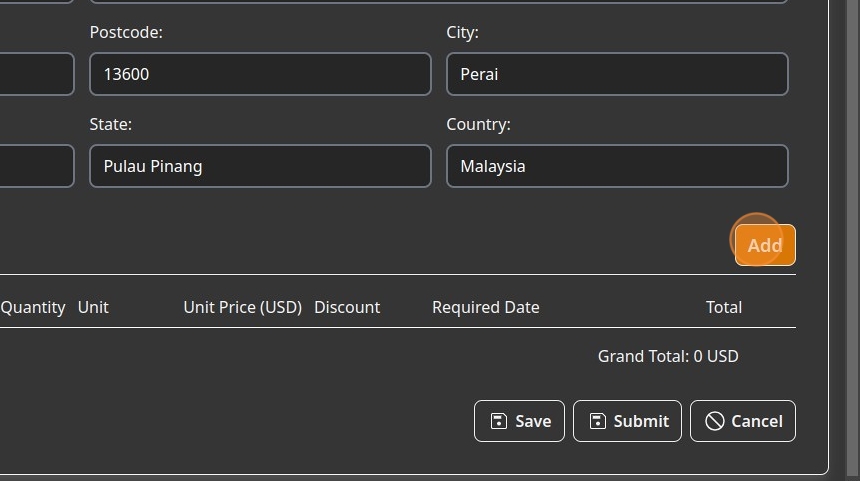 Postcode: City:
13600 Perai
State: Country:
Pulau Pinang Malaysia
Add
Quantity Unit Unit Price (USD) Discount Required Date Total
Grand Total: 0 USD
Save Submit Cancel